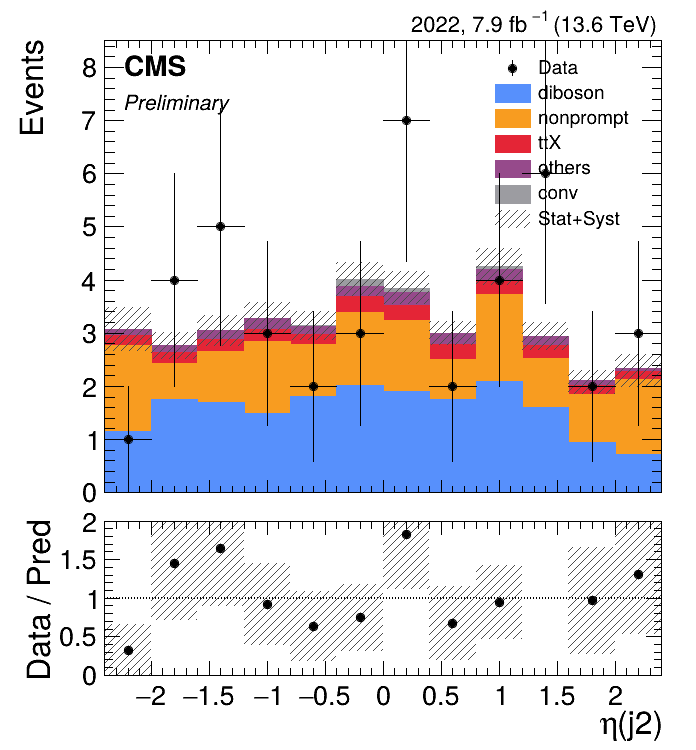 2022, 7.9 fb⁻¹ (13.6 TeV)
Events
8
7
6
5
4
3
2
1
0
CMS
Preliminary
Data
diboson
nonprompt
ttX
others
conv
Stat+Syst
Data / Pred
2
1.5
1
0.5
0
−2 −1.5 −1 −0.5 0 0.5 1 1.5 2
η(j2)